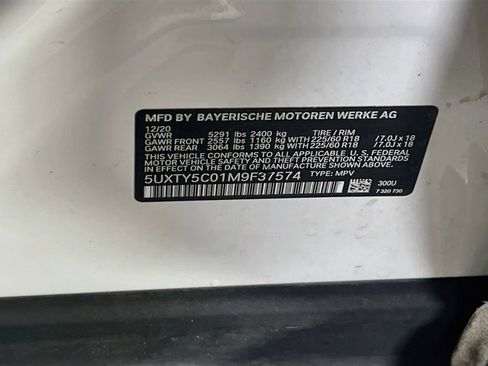 MFD BY BAYERISCHE MOTOREN WERKE AG
12/20
GVWR 5291 lbs 2400 kg TIRE / RIM
GAWR FRONT 2557 lbs 1160 kg WITH 225/60 R18 /7.0J x 18
GAWR REAR 3064 lbs 1390 kg WITH 225/60 R18 /7.0J x 18
THIS VEHICLE CONFORMS TO ALL APPLICABLE
U.S. FEDERAL MOTOR VEHICLE SAFETY AND THEFT PREVENTION STANDARDS
IN EFFECT ON THE DATE OF MANUFACTURE SHOWN ABOVE.
5UXTY5C01M9F37574 TYPE: MPV
300U
7 320 730